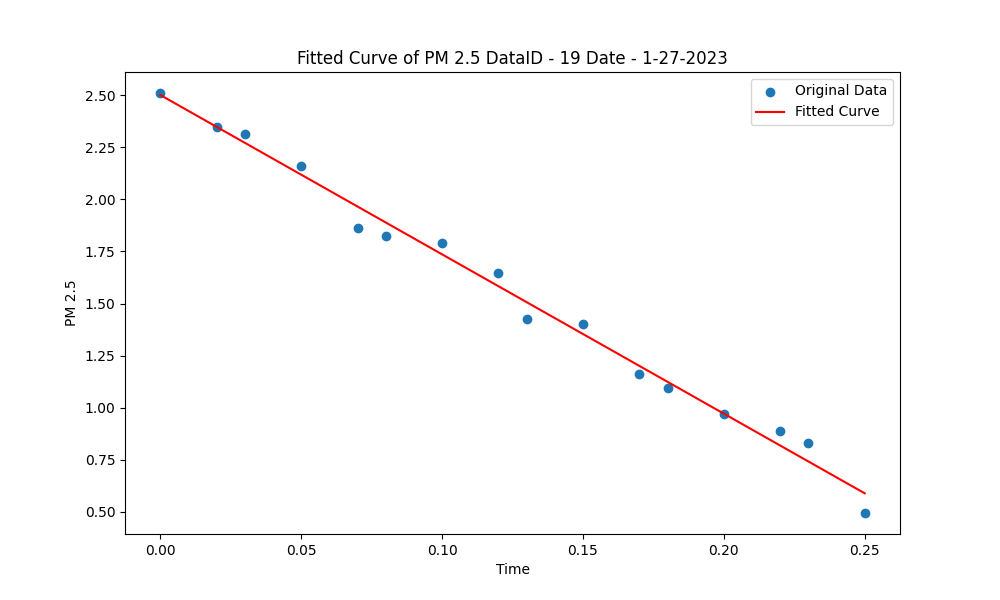 Fitted Curve of PM 2.5 DataID - 19 Date - 1-27-2023
Original Data
Fitted Curve
2.50
2.25
2.00
1.75
1.50
1.25
1.00
0.75
0.50
PM 2.5
0.00 0.05 0.10 0.15 0.20 0.25
Time